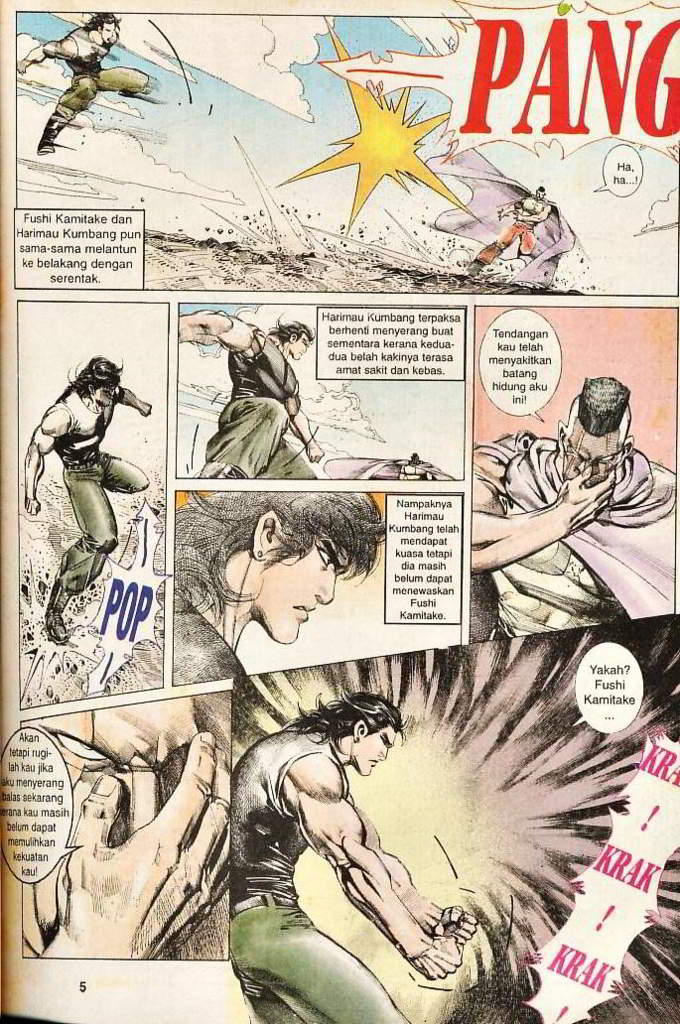 PANG
Ha,
ha...!
Fushi Kamitake dan
Harimau Kumbang pun
sama-sama melantun
ke belakang dengan
serentak.
POP
Harimau Kumbang terpaksa
berhenti menyerang buat
sementara kerana kedua-
dua belah kakinya terasa
amat sakit dan kebas.
Tendangan
kau telah
menyakitkan
batang
hidung aku
ini!
Nampaknya
Harimau
Kumbang telah
mendapat
kuasa tetapi
dia masih
belum dapat
menewaskan
Fushi
Kamitake.
Akan
tetapi rugi-
lah kau jika
aku menyerang
balas sekarang
kerana kau masih
belum dapat
memulihkan
kekuatan
kau!
Yakah?
Fushi
Kamitake
...
KRA
!
KRAK
!
KRAK
!
5